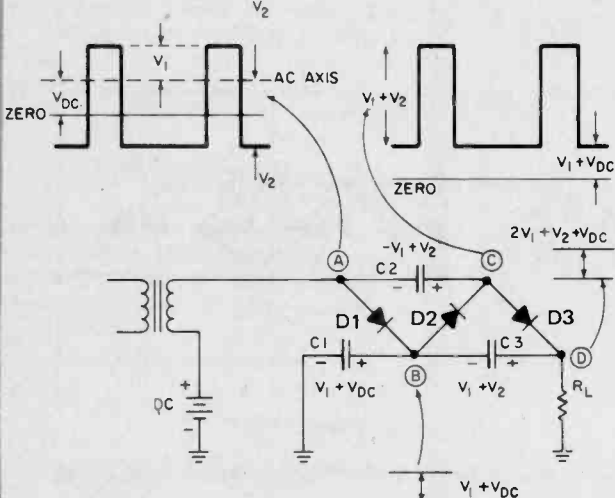 V2
V1
AC AXIS
VDC
ZERO
V2
V1 + V2
V1 + VDC
ZERO
2V1 + V2 + VDC
-V1 + V2
A
C2
C
- +
D1
D2
D3
C1
- +
V1 + VDC
B
C3
- +
V1 + V2
D
RL
+
DC
-
V1 + VDC